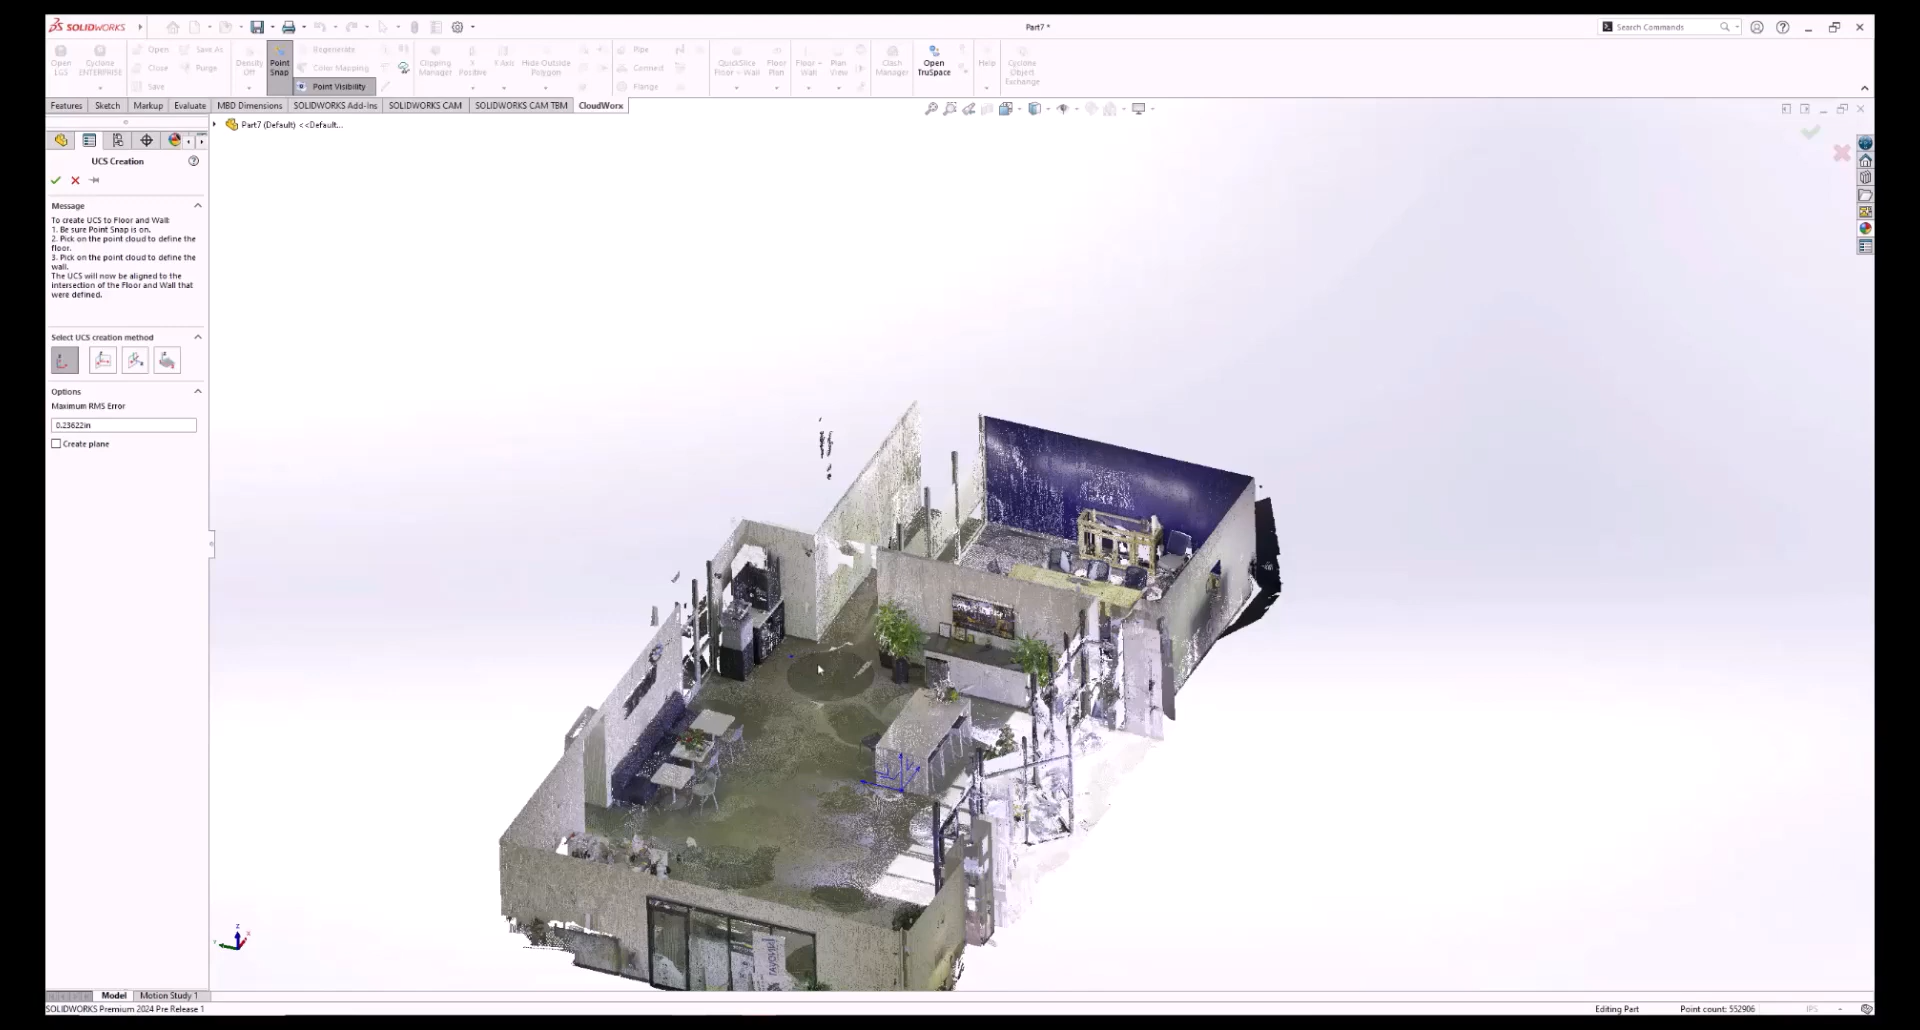 SOLIDWORKS
Part7 *
Search Commands
Open LGS
Cyclone ENTERPRISE
Open
Save As
Close
Purge
Save
Density Off
Point Snap
Regenerate
Color Mapping
Point Visibility
Clipping Manager
X Positive
X Axis
Hide Outside Polygon
Pipe
Connect
Flange
QuickSlice Floor - Wall
Floor Plan
Floor - Wall
Plan View
Clash Manager
Open TruSpace
Help
Cyclone Object Exchange
Features
Sketch
Markup
Evaluate
MBD Dimensions
SOLIDWORKS Add-Ins
SOLIDWORKS CAM
SOLIDWORKS CAM TBM
CloudWorx
Part7 (Default) <<Default...
UCS Creation
Message
To create UCS to Floor and Wall:
1. Be sure Point Snap is on.
2. Pick on the point cloud to define the
floor.
3. Pick on the point cloud to define the
wall.
The UCS will now be aligned to the
intersection of the Floor and Wall that
were defined.
Select UCS creation method
Options
Maximum RMS Error
0.23622in
Create plane
Model
Motion Study 1
SOLIDWORKS Premium 2024 Pre Release 1
Editing Part
Point count: 552906
IPS